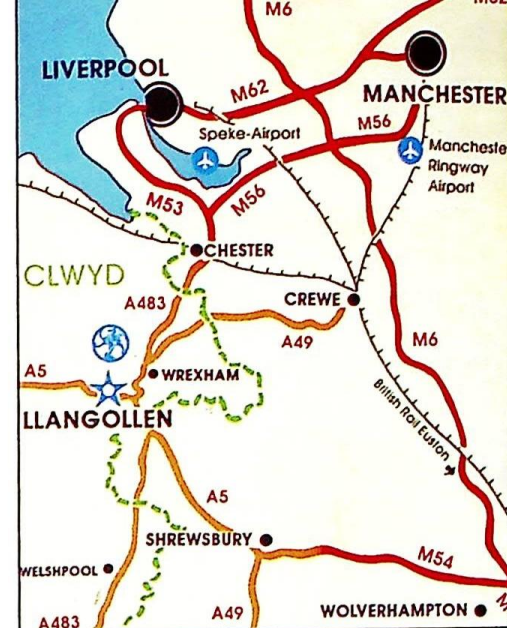 M6
LIVERPOOL
M62
MANCHESTER
Speke-Airport
M56
Manchester
Ringway
Airport
M53
M56
CHESTER
CLWYD
A483
CREWE
A49
M6
A5
WREXHAM
LLANGOLLEN
British Rail Euston
A5
SHREWSBURY
M54
WELSHPOOL
A483
A49
WOLVERHAMPTON